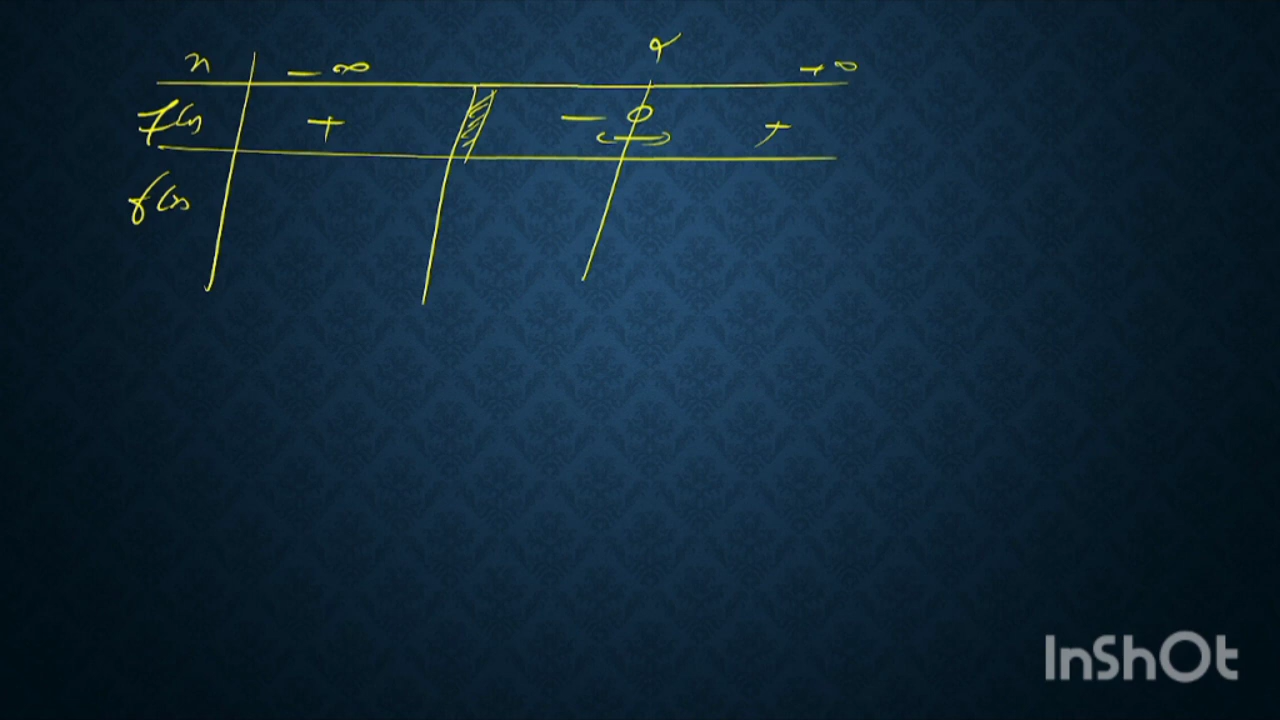 x −∞ α +∞
f'(x) + − 0 +
f(x)
InShOt